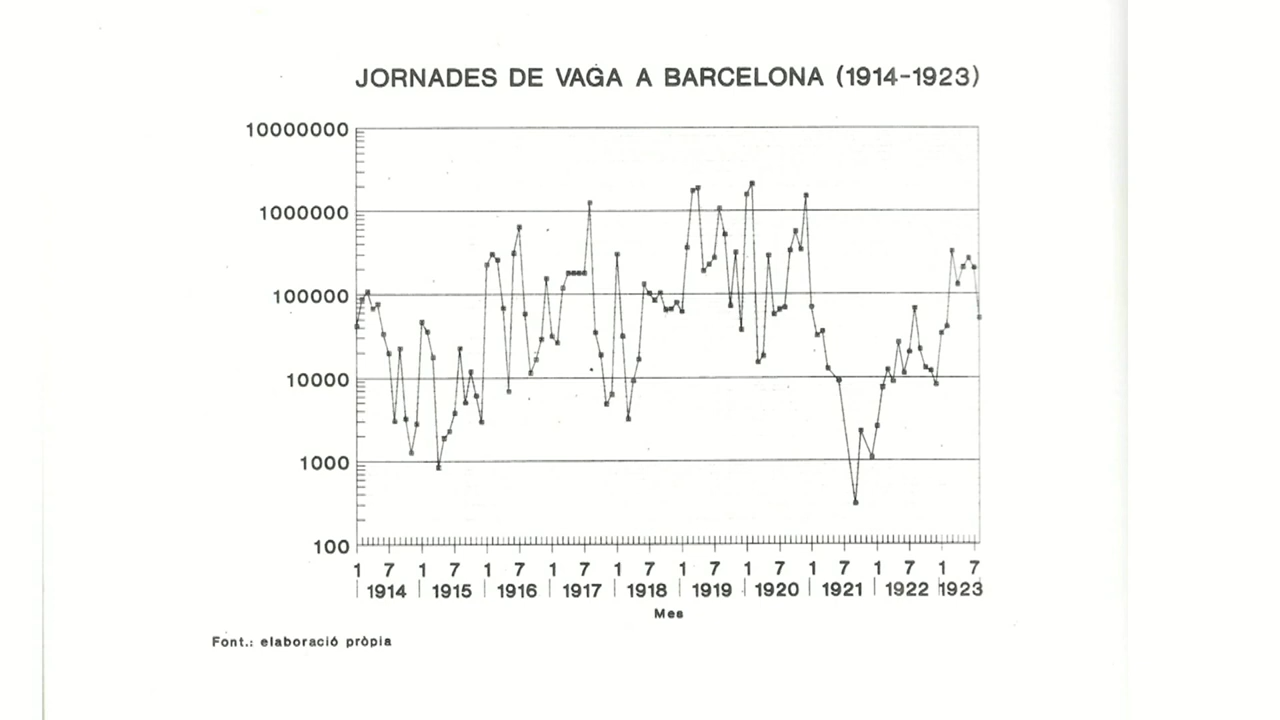 JORNADES DE VAGA A BARCELONA (1914-1923)
10000000
1000000
100000
10000
1000
100
1 7 1 7 1 7 1 7 1 7 1 7 1 7 1 7 1 7 1 7
1914 1915 1916 1917 1918 1919 1920 1921 1922 1923
Mes
Font.: elaboració pròpia